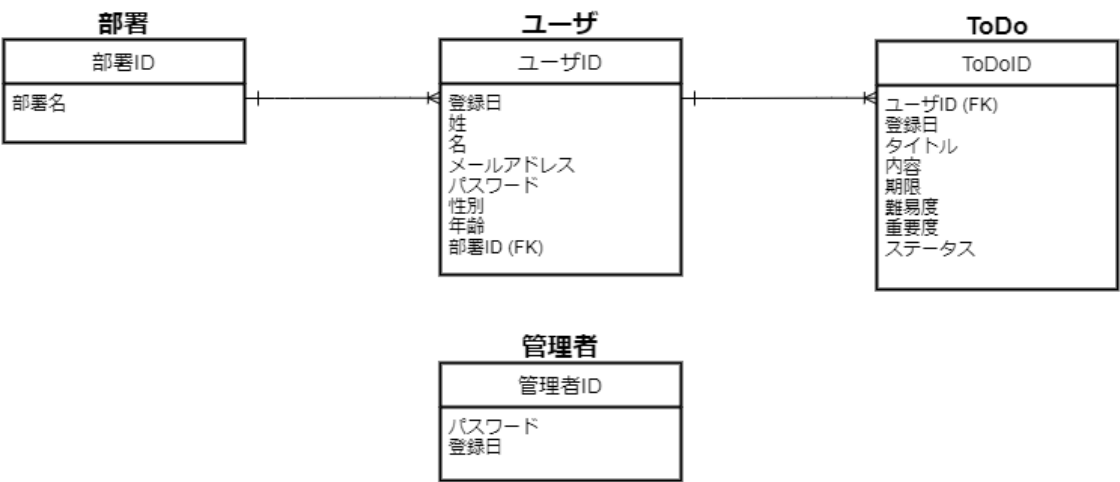 部署
部署ID
部署名
ユーザ
ユーザID
登録日
姓
名
メールアドレス
パスワード
性別
年齢
部署ID (FK)
ToDo
ToDoID
ユーザID (FK)
登録日
タイトル
内容
期限
難易度
重要度
ステータス
管理者
管理者ID
パスワード
登録日